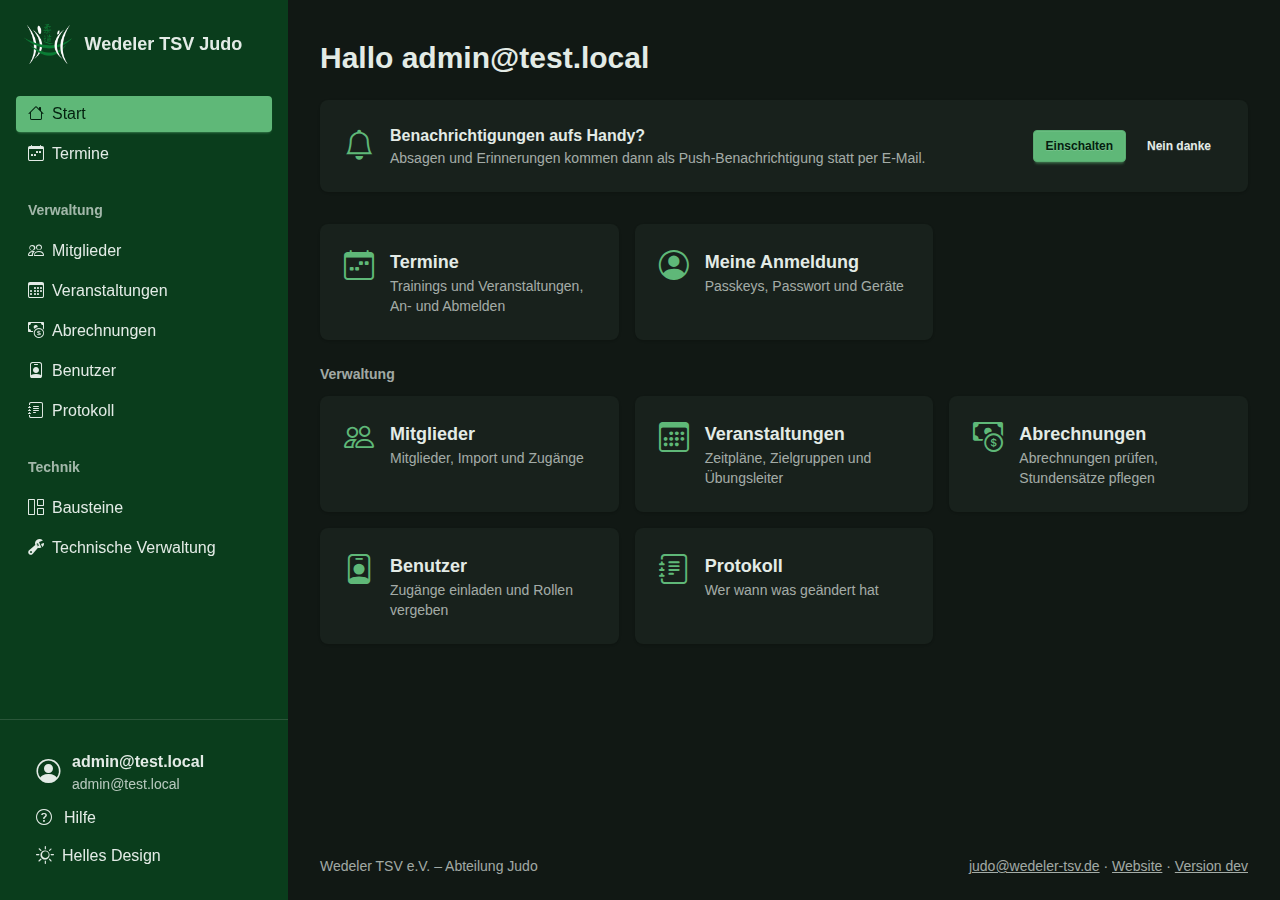 Wedeler TSV Judo
Start
Termine
Verwaltung
Mitglieder
Veranstaltungen
Abrechnungen
Benutzer
Protokoll
Technik
Bausteine
Technische Verwaltung
admin@test.local
admin@test.local
Hilfe
Helles Design
Hallo admin@test.local
Benachrichtigungen aufs Handy?
Absagen und Erinnerungen kommen dann als Push-Benachrichtigung statt per E-Mail.
Einschalten
Nein danke
Termine
Trainings und Veranstaltungen,
An- und Abmelden
Meine Anmeldung
Passkeys, Passwort und Geräte
Verwaltung
Mitglieder
Mitglieder, Import und Zugänge
Veranstaltungen
Zeitpläne, Zielgruppen und
Übungsleiter
Abrechnungen
Abrechnungen prüfen,
Stundensätze pflegen
Benutzer
Zugänge einladen und Rollen
vergeben
Protokoll
Wer wann was geändert hat
Wedeler TSV e.V. – Abteilung Judo
judo@wedeler-tsv.de · Website · Version dev